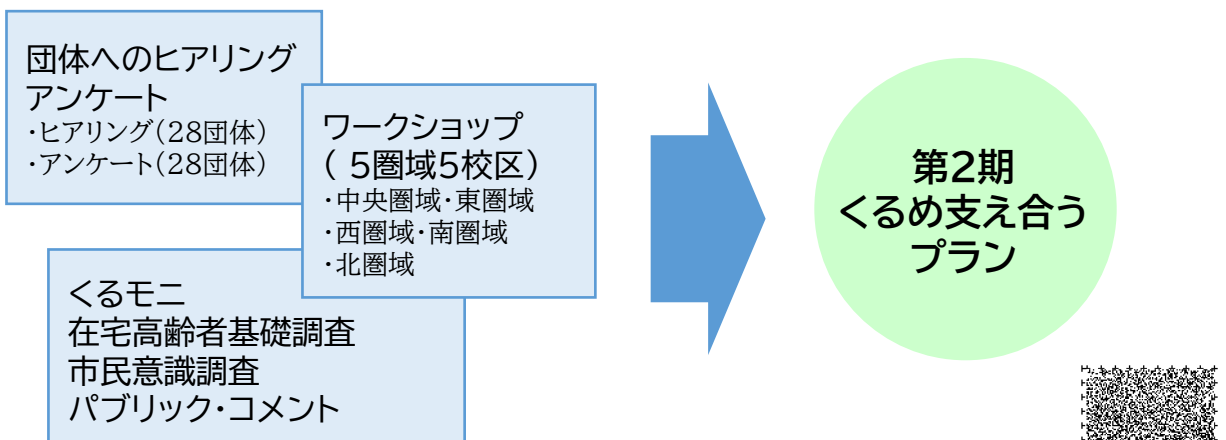 団体へのヒアリング
アンケート
・ヒアリング(28団体)
・アンケート(28団体)
ワークショップ
( 5圏域5校区)
・中央圏域・東圏域
・西圏域・南圏域
・北圏域
くるモニ
在宅高齢者基礎調査
市民意識調査
パブリック・コメント
第2期
くるめ支え合う
プラン